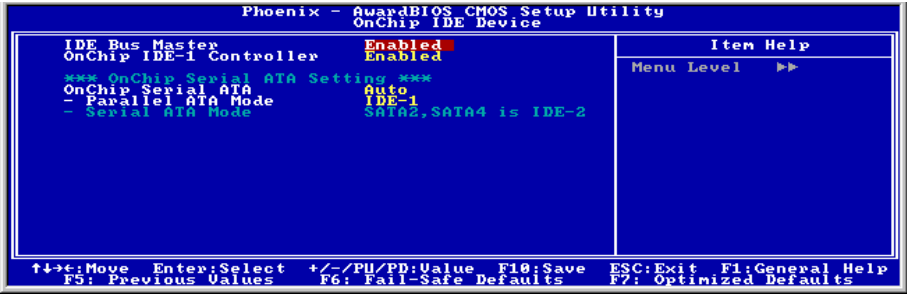 Phoenix - AwardBIOS CMOS Setup Utility
OnChip IDE Device
IDE Bus Master Enabled
OnChip IDE-1 Controller Enabled
*** OnChip Serial ATA Setting ***
OnChip Serial ATA Auto
- Parallel ATA Mode IDE-1
- Serial ATA Mode SATA2,SATA4 is IDE-2
Item Help
Menu Level ▶▶
↑↓→←:Move Enter:Select +/-/PU/PD:Value F10:Save ESC:Exit F1:General Help
F5: Previous Values F6: Fail-Safe Defaults F7: Optimized Defaults